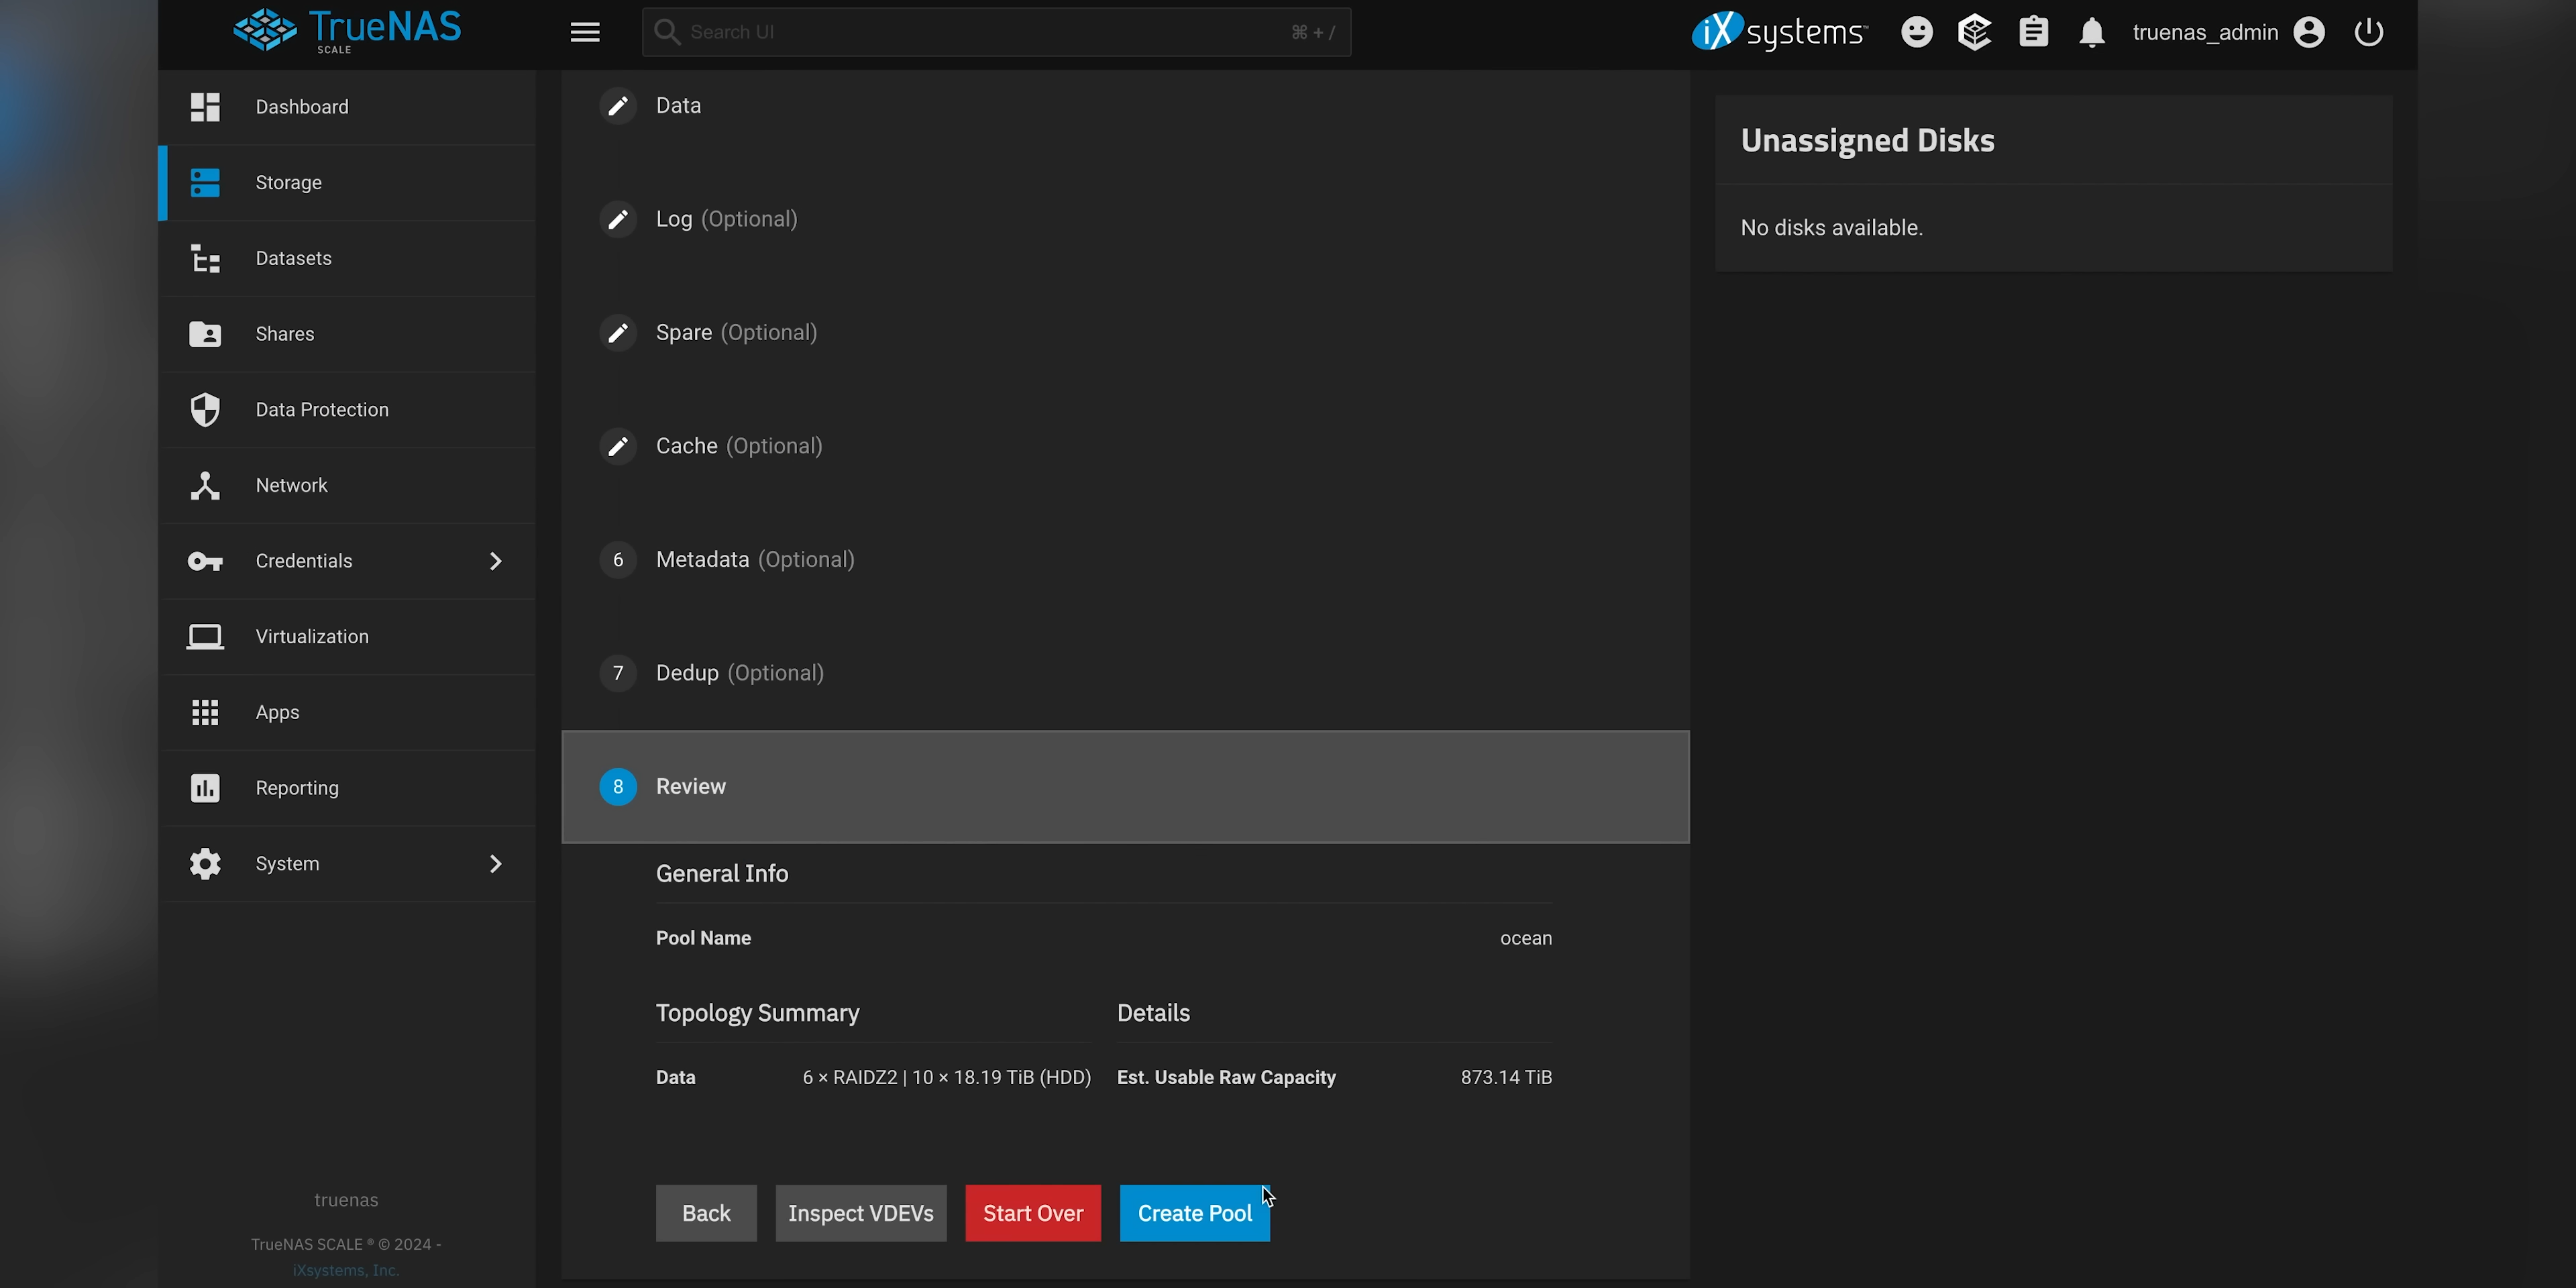 TrueNAS
SCALE
Search UI
⌘ + /
iX systems™
truenas_admin
Dashboard
Storage
Datasets
Shares
Data Protection
Network
Credentials
Virtualization
Apps
Reporting
System
truenas
TrueNAS SCALE ® © 2024 -
iXsystems, Inc.
Data
Log (Optional)
Spare (Optional)
Cache (Optional)
6 Metadata (Optional)
7 Dedup (Optional)
8 Review
General Info
Pool Name ocean
Topology Summary
Data 6 × RAIDZ2 | 10 × 18.19 TiB (HDD)
Details
Est. Usable Raw Capacity 873.14 TiB
Back
Inspect VDEVs
Start Over
Create Pool
Unassigned Disks
No disks available.